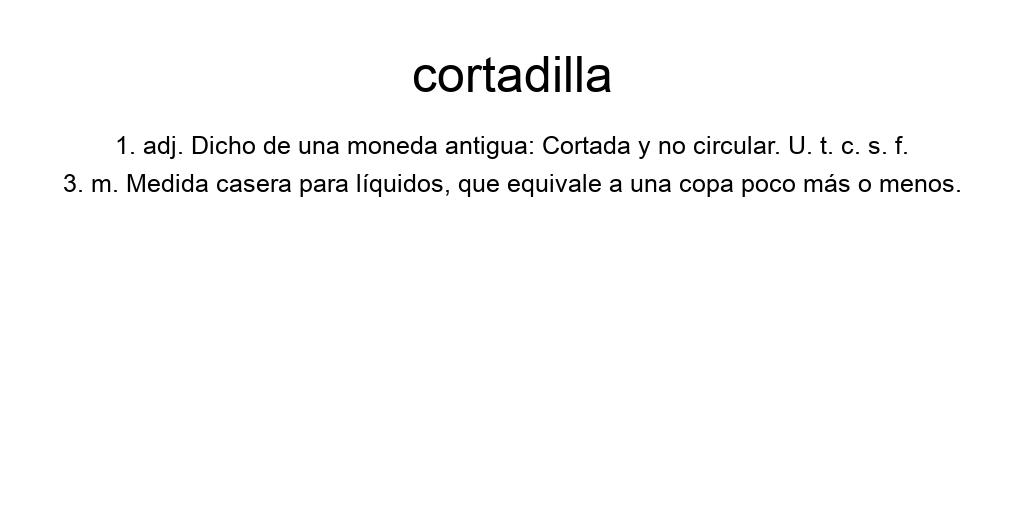 cortadilla
1. adj. Dicho de una moneda antigua: Cortada y no circular. U. t. c. s. f.
3. m. Medida casera para líquidos, que equivale a una copa poco más o menos.